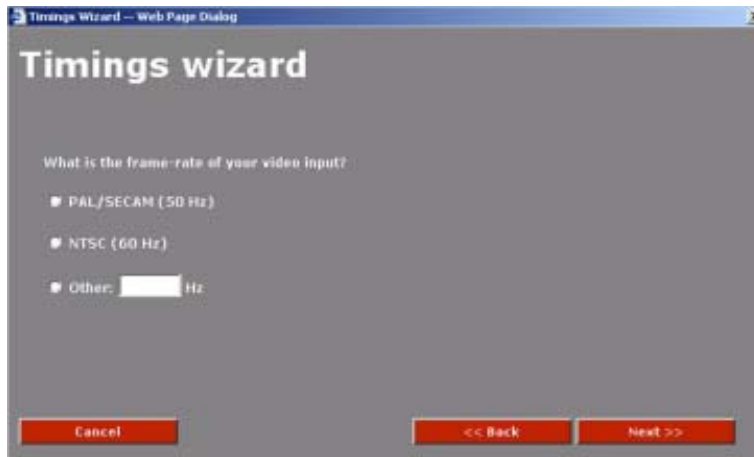 Timings Wizard -- Web Page Dialog
Timings wizard
What is the frame-rate of your video input?
PAL/SECAM (50 Hz)
NTSC (60 Hz)
Other: Hz
Cancel << Back Next >>